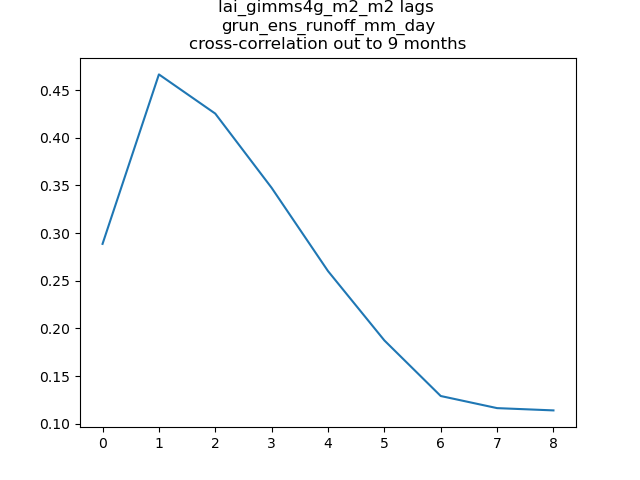 lai_gimms4g_m2_m2 lags
grun_ens_runoff_mm_day
cross-correlation out to 9 months
0.45
0.40
0.35
0.30
0.25
0.20
0.15
0.10
0 1 2 3 4 5 6 7 8